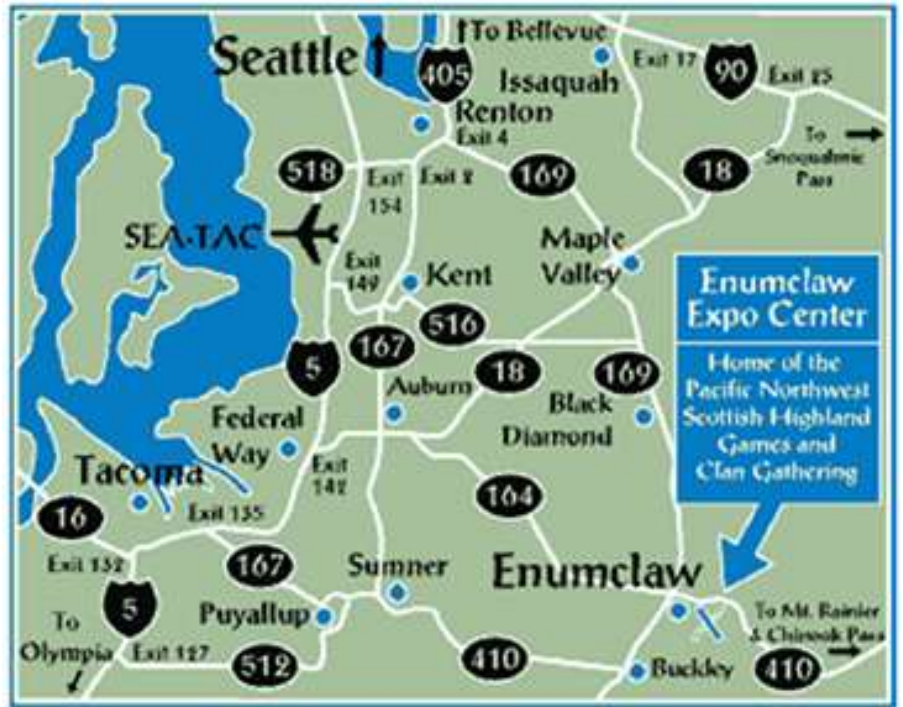 Seattle
405
To Bellevue
Issaquah
Exit 17
90
Exit 25
Renton
Exit 4
To
Snoqualmie
Pass
518
Exit
154
Exit 2
169
18
SEA-TAC
Exit
149
Kent
Maple
Valley
Enumclaw
Expo Center
516
167
5
Auburn
18
169
Home of the
Pacific Northwest
Scottish Highland
Games and
Clan Gathering
Federal
Way
Black
Diamond
Exit
142
Tacoma
16
Exit 135
164
Exit 132
167
Sumner
Enumclaw
5
Puyallup
To
Olympia
Exit 127
512
410
Buckley
To Mt. Rainier
& Chinook Pass
410